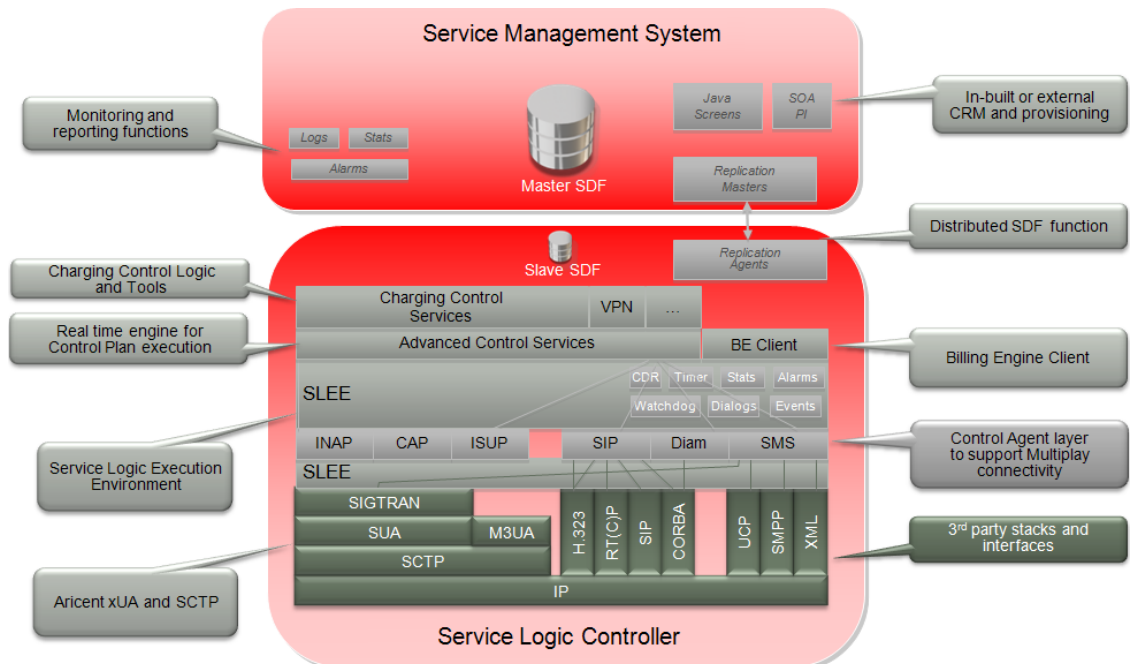 Service Management System
Monitoring and
reporting functions
Logs
Stats
Alarms
Master SDF
Java
Screens
SOA
PI
In-built or external
CRM and provisioning
Replication
Masters
Distributed SDF function
Slave SDF
Replication
Agents
Charging Control Logic
and Tools
Charging Control
Services
VPN
...
Real time engine for
Control Plan execution
Advanced Control Services
BE Client
Billing Engine Client
SLEE
CDR
Timer
Stats
Alarms
Watchdog
Dialogs
Events
INAP
CAP
ISUP
SIP
Diam
SMS
Control Agent layer
to support Multiplay
connectivity
Service Logic Execution
Environment
SLEE
SIGTRAN
SUA
M3UA
SCTP
H.323
RT(C)P
SIP
CORBA
UCP
SMPP
XML
3rd party stacks and
interfaces
IP
Aricent xUA and SCTP
Service Logic Controller